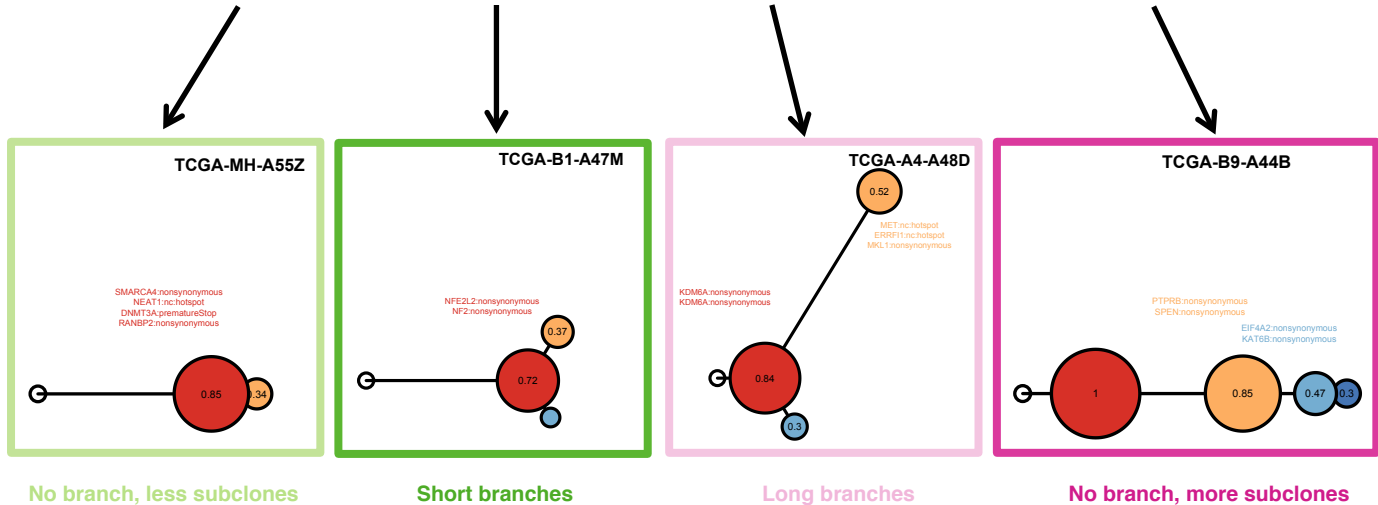 TCGA-MH-A55Z
SMARCA4:nonsynonymous
NEAT1:nc:hotspot
DNMT3A:prematureStop
RANBP2:nonsynonymous
0.85
0.34
No branch, less subclones
TCGA-B1-A47M
NFE2L2:nonsynonymous
NF2:nonsynonymous
0.37
0.72
Short branches
TCGA-A4-A48D
0.52
MET:nc:hotspot
ERRFI1:nc:hotspot
MKL1:nonsynonymous
KDM6A:nonsynonymous
KDM6A:nonsynonymous
0.84
0.3
Long branches
TCGA-B9-A44B
PTPRB:nonsynonymous
SPEN:nonsynonymous
EIF4A2:nonsynonymous
KAT6B:nonsynonymous
1
0.85
0.47
0.3
No branch, more subclones